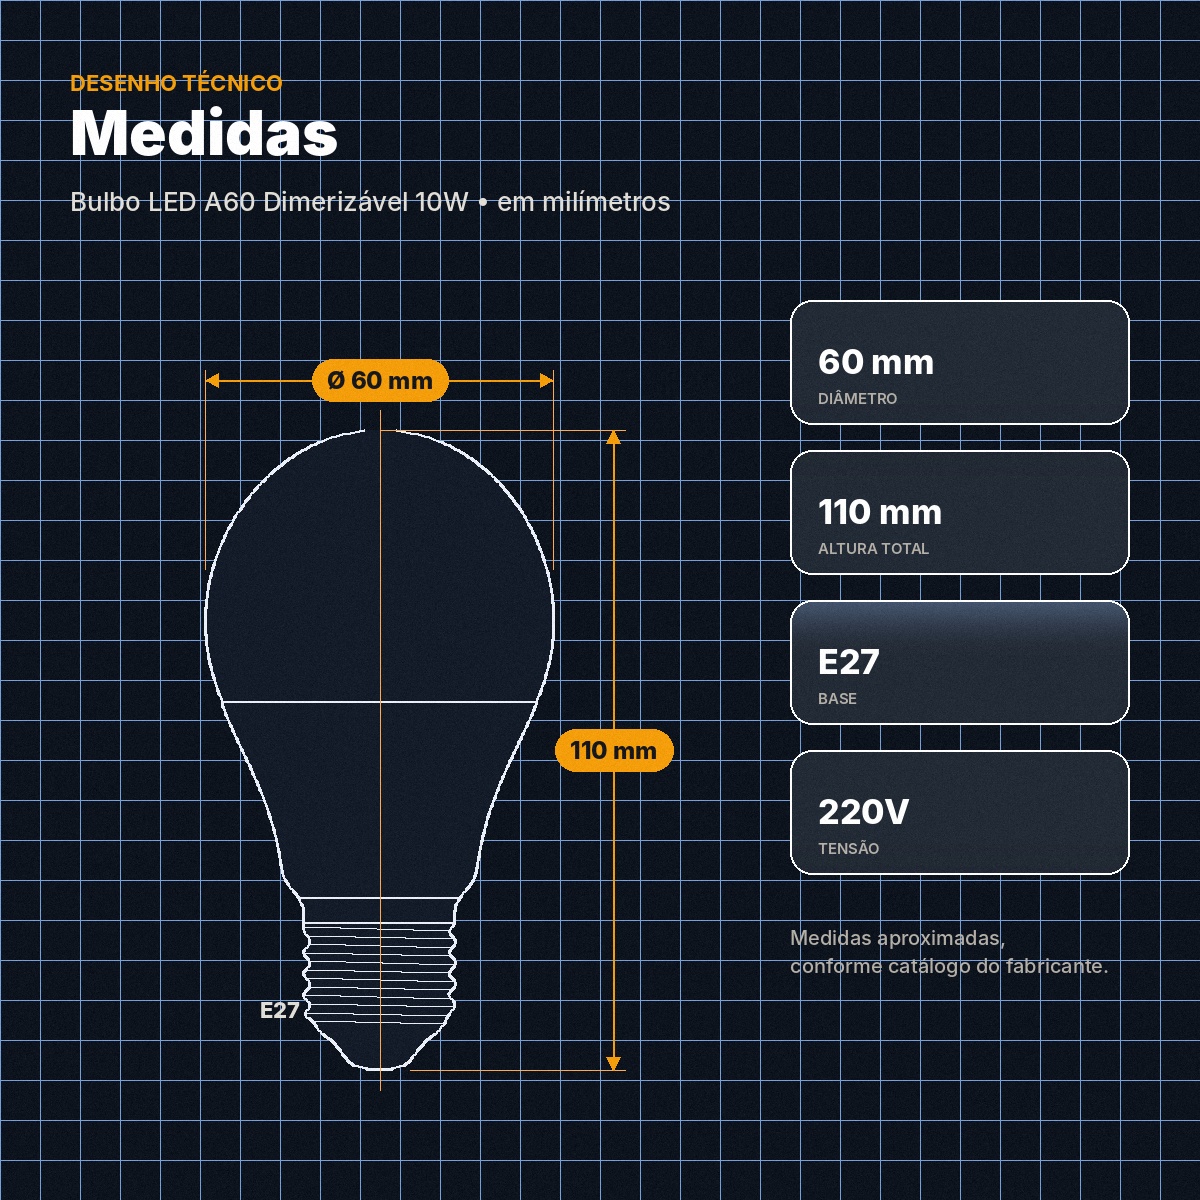 DESENHO TÉCNICO
Medidas
Bulbo LED A60 Dimerizável 10W • em milímetros
Ø 60 mm
110 mm
E27
60 mm
DIÂMETRO
110 mm
ALTURA TOTAL
E27
BASE
220V
TENSÃO
Medidas aproximadas,
conforme catálogo do fabricante.